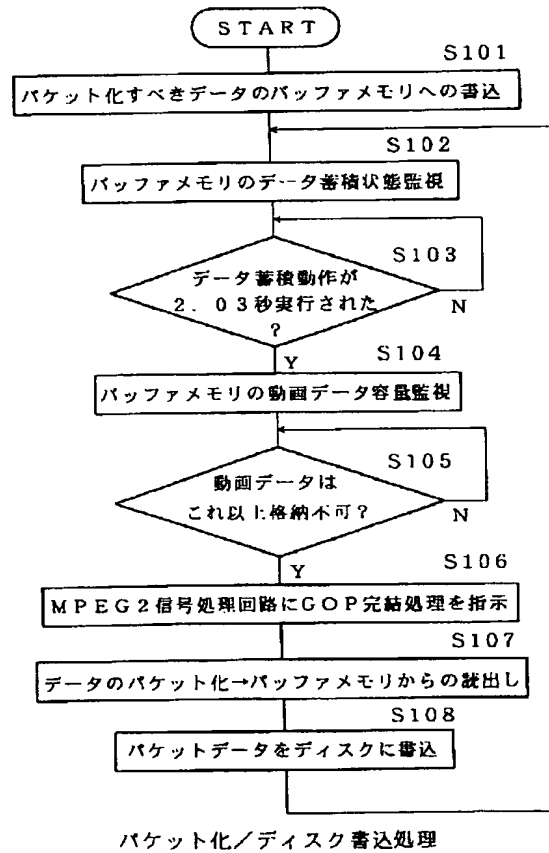 START
S101
パケット化すべきデータのバッファメモリへの書込
S102
バッファメモリのデータ蓄積状態監視
S103
データ蓄積動作が
2．03秒実行された
？
N
Y
S104
バッファメモリの動画データ容量監視
S105
動画データは
これ以上格納不可？
N
Y
S106
MPEG2信号処理回路にGOP完結処理を指示
S107
データのパケット化→バッファメモリからの読出し
S108
パケットデータをディスクに書込
パケット化／ディスク書込処理